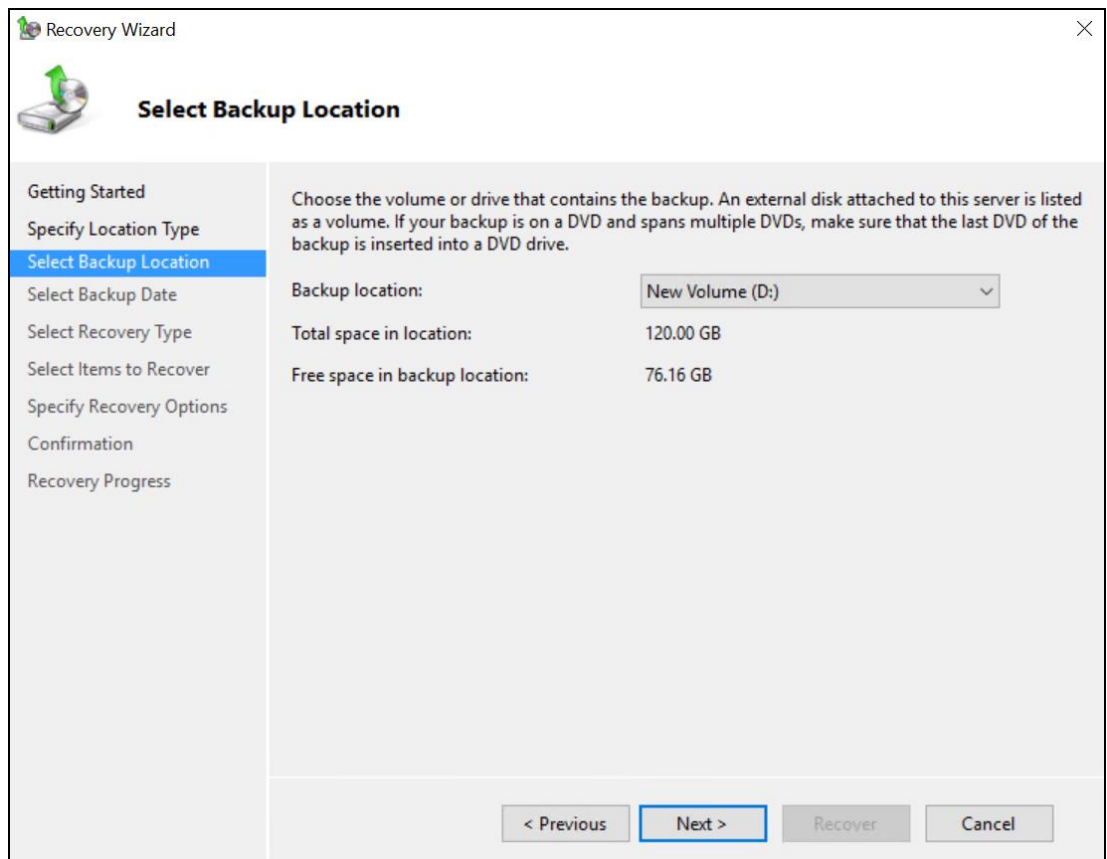 Recovery Wizard
Select Backup Location
Getting Started
Specify Location Type
Select Backup Location
Select Backup Date
Select Recovery Type
Select Items to Recover
Specify Recovery Options
Confirmation
Recovery Progress
Choose the volume or drive that contains the backup. An external disk attached to this server is listed
as a volume. If your backup is on a DVD and spans multiple DVDs, make sure that the last DVD of the
backup is inserted into a DVD drive.
Backup location: New Volume (D:)
Total space in location: 120.00 GB
Free space in backup location: 76.16 GB
< Previous Next > Recover Cancel